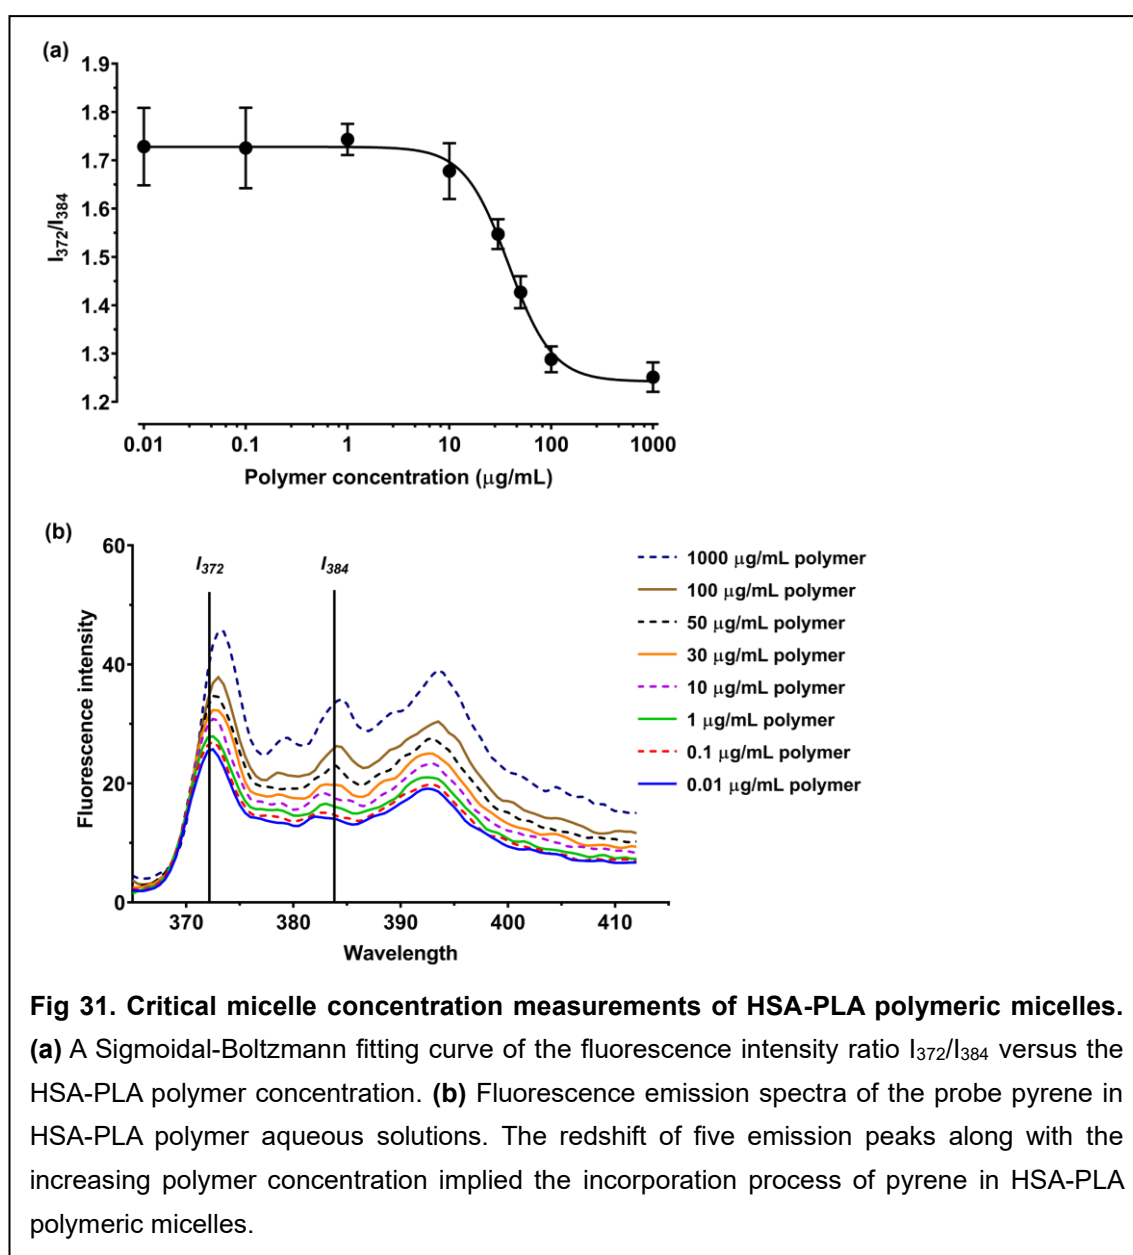 (a)
1.9
1.8
1.7
1.6
1.5
1.4
1.3
1.2
I372/I384
0.01 0.1 1 10 100 1000
Polymer concentration (μg/mL)
(b)
60
40
20
0
Fluorescence intensity
I372 I384
370 380 390 400 410
Wavelength
1000 μg/mL polymer
100 μg/mL polymer
50 μg/mL polymer
30 μg/mL polymer
10 μg/mL polymer
1 μg/mL polymer
0.1 μg/mL polymer
0.01 μg/mL polymer
Fig 31. Critical micelle concentration measurements of HSA-PLA polymeric micelles.
(a) A Sigmoidal-Boltzmann fitting curve of the fluorescence intensity ratio I372/I384 versus the
HSA-PLA polymer concentration. (b) Fluorescence emission spectra of the probe pyrene in
HSA-PLA polymer aqueous solutions. The redshift of five emission peaks along with the
increasing polymer concentration implied the incorporation process of pyrene in HSA-PLA
polymeric micelles.